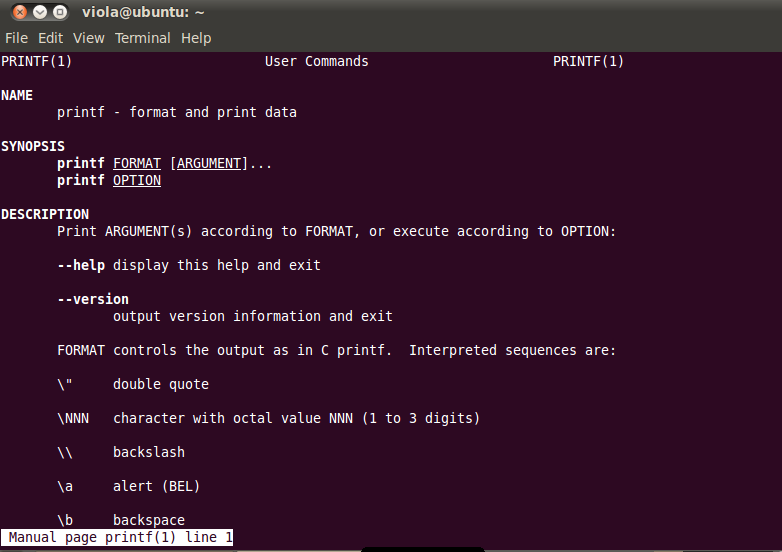 viola@ubuntu: ~
File Edit View Terminal Help
PRINTF(1) User Commands PRINTF(1)
NAME
printf - format and print data
SYNOPSIS
printf FORMAT [ARGUMENT]...
printf OPTION
DESCRIPTION
Print ARGUMENT(s) according to FORMAT, or execute according to OPTION:
--help display this help and exit
--version
output version information and exit
FORMAT controls the output as in C printf.  Interpreted sequences are:
\" double quote
\NNN character with octal value NNN (1 to 3 digits)
\\ backslash
\a alert (BEL)
\b backspace
Manual page printf(1) line 1